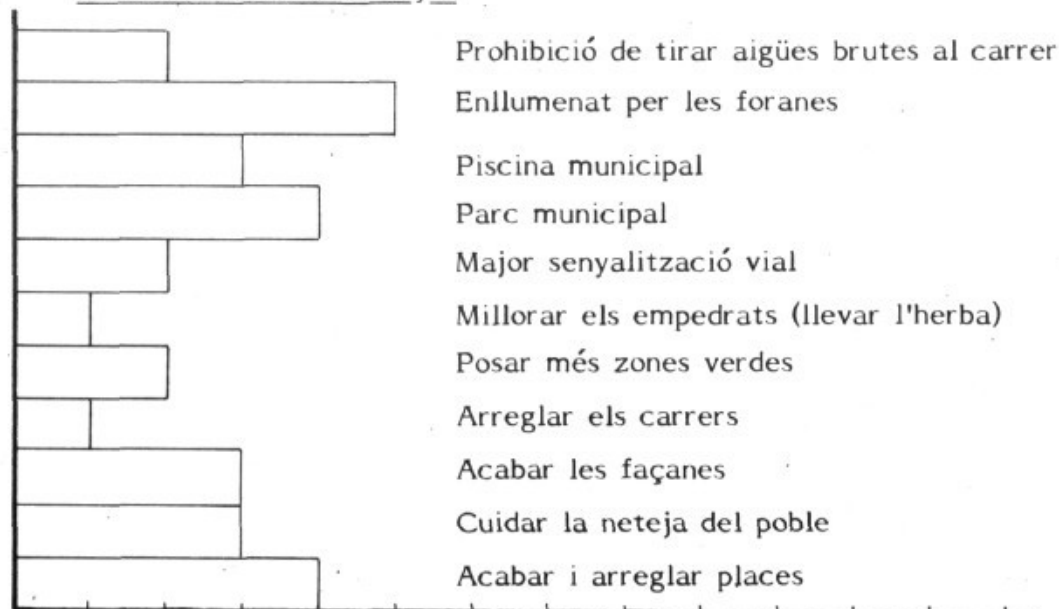 Prohibició de tirar aigües brutes al carrer
Enllumenat per les foranes
Piscina municipal
Parc municipal
Major senyalització vial
Millorar els empedrats (llevar l'herba)
Posar més zones verdes
Arreglar els carrers
Acabar les façanes
Cuidar la neteja del poble
Acabar i arreglar places